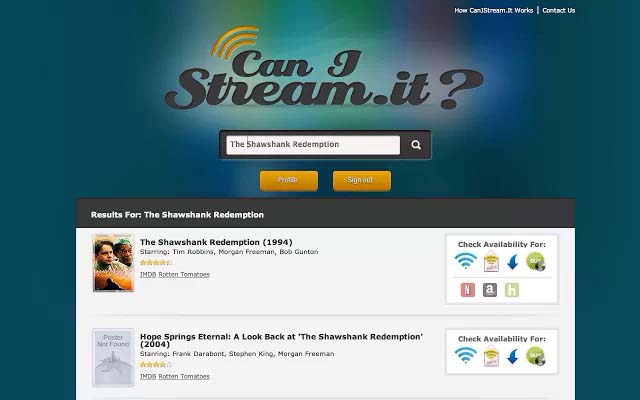 How CanIStream.It Works | Contact Us
Can I
Stream.it?
The Shawshank Redemption
Profile
Sign out
Results For: The Shawshank Redemption
The Shawshank Redemption (1994)
Starring: Tim Robbins, Morgan Freeman, Bob Gunton
IMDB Rotten Tomatoes
Check Availability For:
BUY
N a h
Poster
Not Found
Hope Springs Eternal: A Look Back at 'The Shawshank Redemption'
(2004)
Starring: Frank Darabont, Stephen King, Morgan Freeman
IMDB Rotten Tomatoes
Check Availability For:
BUY